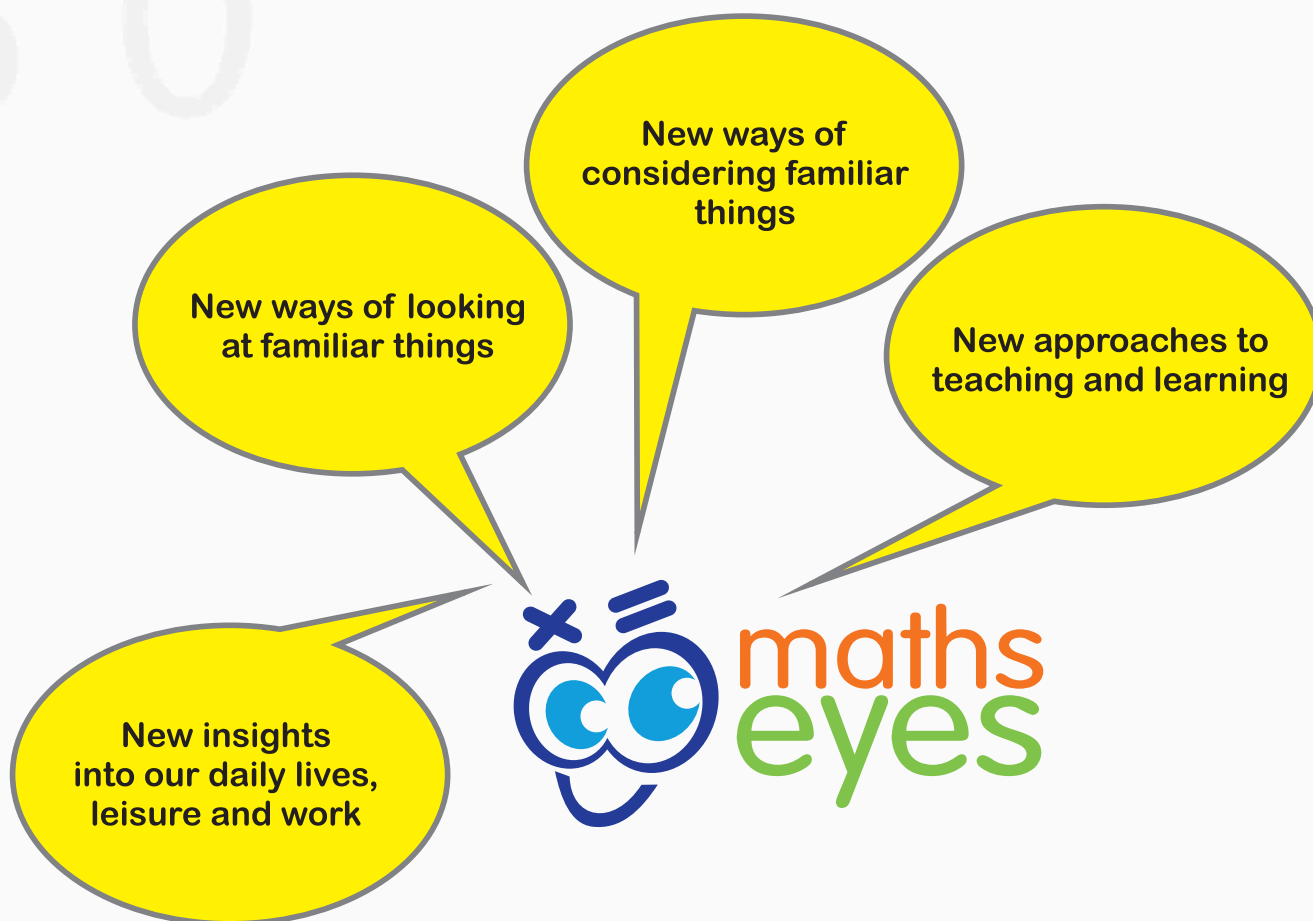 New ways of
considering familiar
things
New ways of looking
at familiar things
New approaches to
teaching and learning
New insights
into our daily lives,
leisure and work
maths
eyes